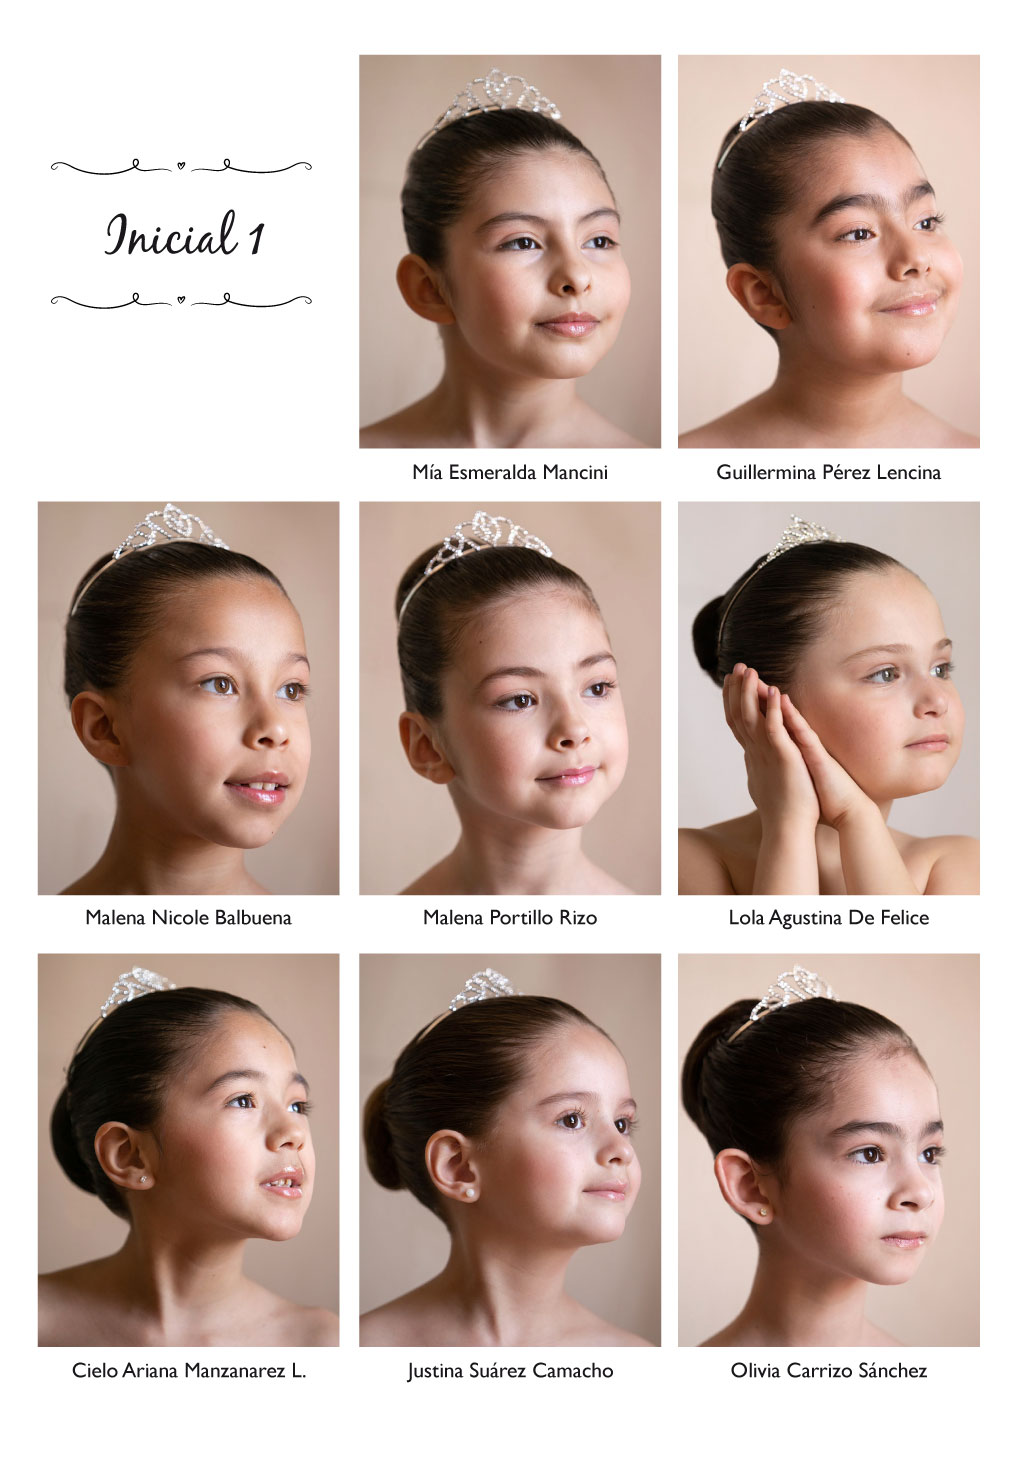 Inicial 1
Mía Esmeralda Mancini
Guillermina Pérez Lencina
Malena Nicole Balbuena
Malena Portillo Rizo
Lola Agustina De Felice
Cielo Ariana Manzanarez L.
Justina Suárez Camacho
Olivia Carrizo Sánchez